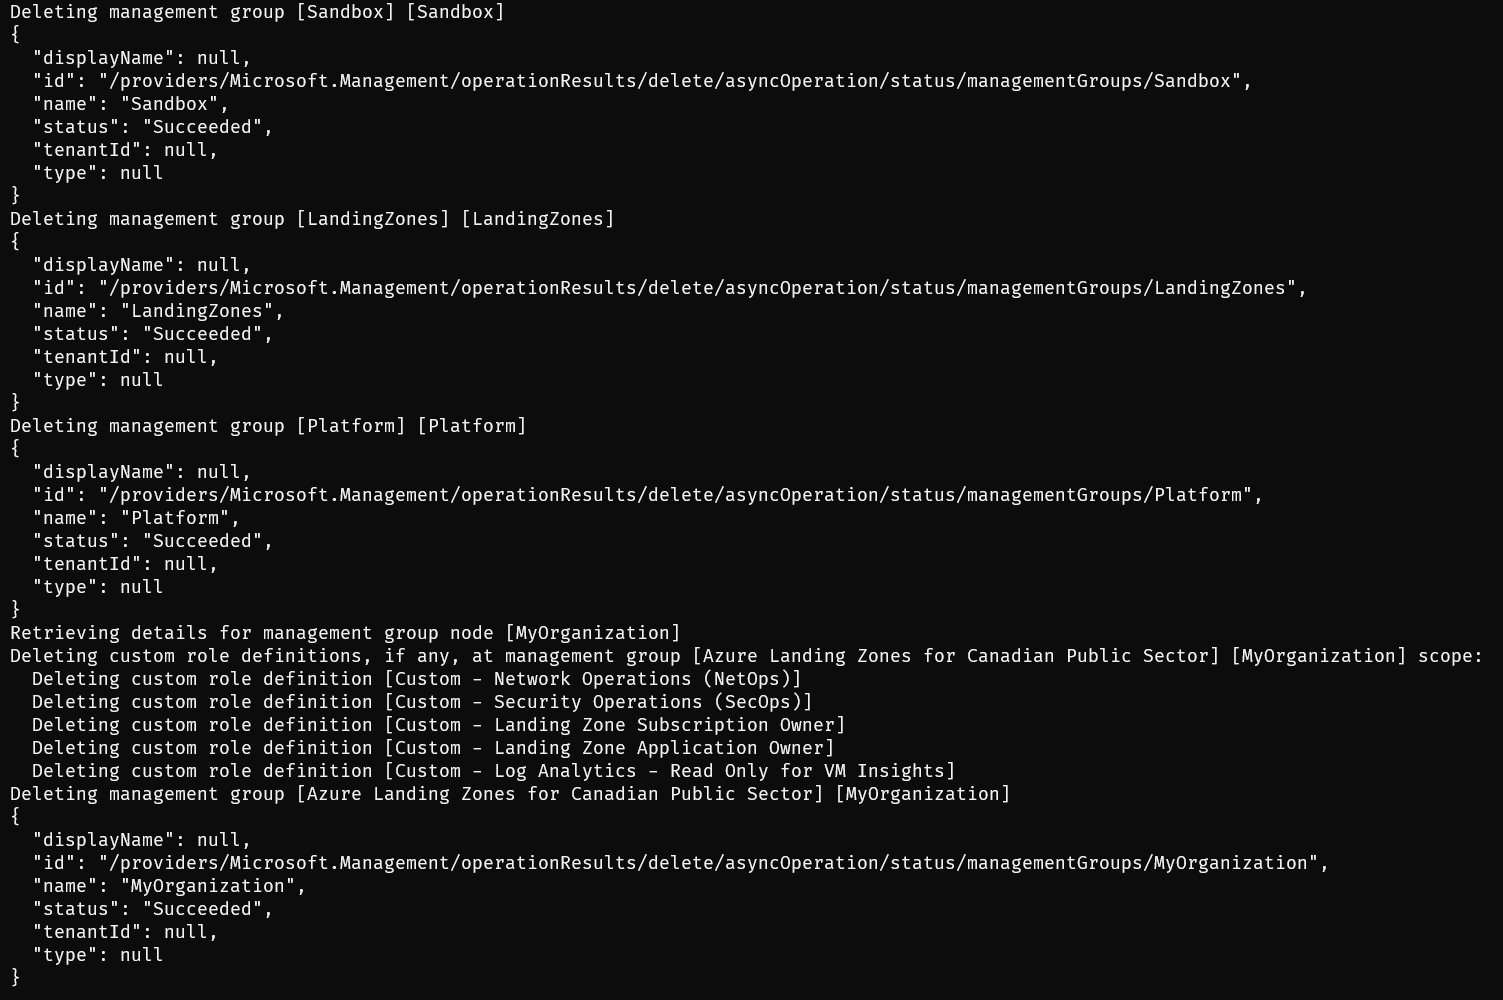 Deleting management group [Sandbox] [Sandbox]
{
  "displayName": null,
  "id": "/providers/Microsoft.Management/operationResults/delete/asyncOperation/status/managementGroups/Sandbox",
  "name": "Sandbox",
  "status": "Succeeded",
  "tenantId": null,
  "type": null
}
Deleting management group [LandingZones] [LandingZones]
{
  "displayName": null,
  "id": "/providers/Microsoft.Management/operationResults/delete/asyncOperation/status/managementGroups/LandingZones",
  "name": "LandingZones",
  "status": "Succeeded",
  "tenantId": null,
  "type": null
}
Deleting management group [Platform] [Platform]
{
  "displayName": null,
  "id": "/providers/Microsoft.Management/operationResults/delete/asyncOperation/status/managementGroups/Platform",
  "name": "Platform",
  "status": "Succeeded",
  "tenantId": null,
  "type": null
}
Retrieving details for management group node [MyOrganization]
Deleting custom role definitions, if any, at management group [Azure Landing Zones for Canadian Public Sector] [MyOrganization] scope:
  Deleting custom role definition [Custom - Network Operations (NetOps)]
  Deleting custom role definition [Custom - Security Operations (SecOps)]
  Deleting custom role definition [Custom - Landing Zone Subscription Owner]
  Deleting custom role definition [Custom - Landing Zone Application Owner]
  Deleting custom role definition [Custom - Log Analytics - Read Only for VM Insights]
Deleting management group [Azure Landing Zones for Canadian Public Sector] [MyOrganization]
{
  "displayName": null,
  "id": "/providers/Microsoft.Management/operationResults/delete/asyncOperation/status/managementGroups/MyOrganization",
  "name": "MyOrganization",
  "status": "Succeeded",
  "tenantId": null,
  "type": null
}